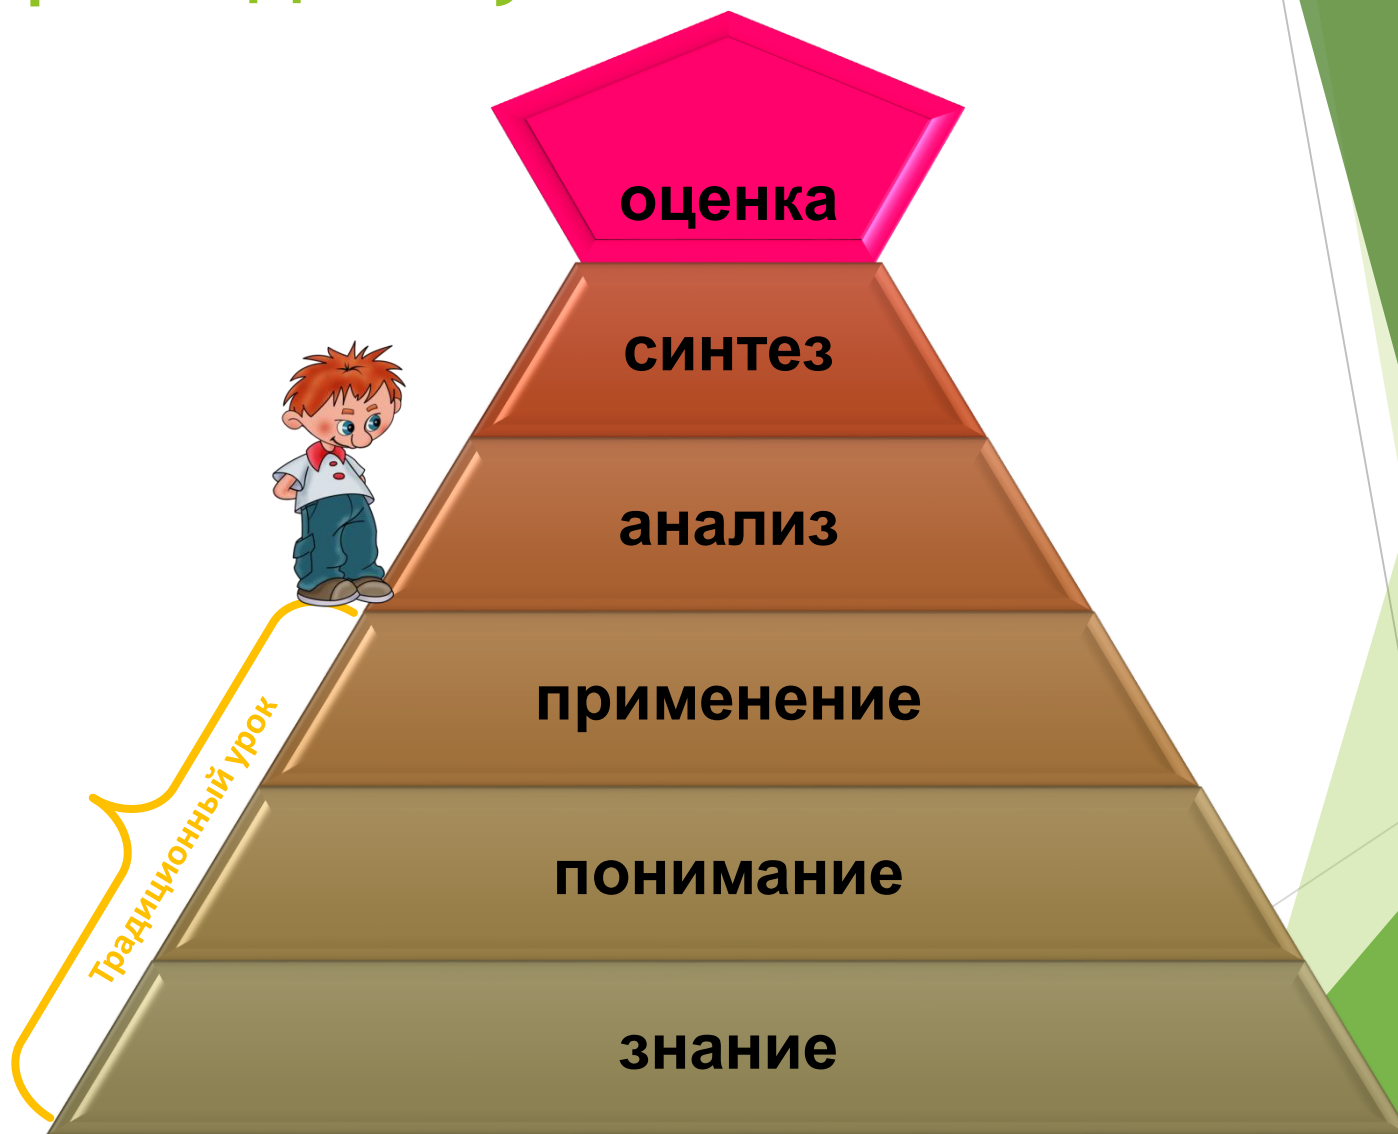 оценка
синтез
анализ
применение
понимание
знание
Традиционный урок